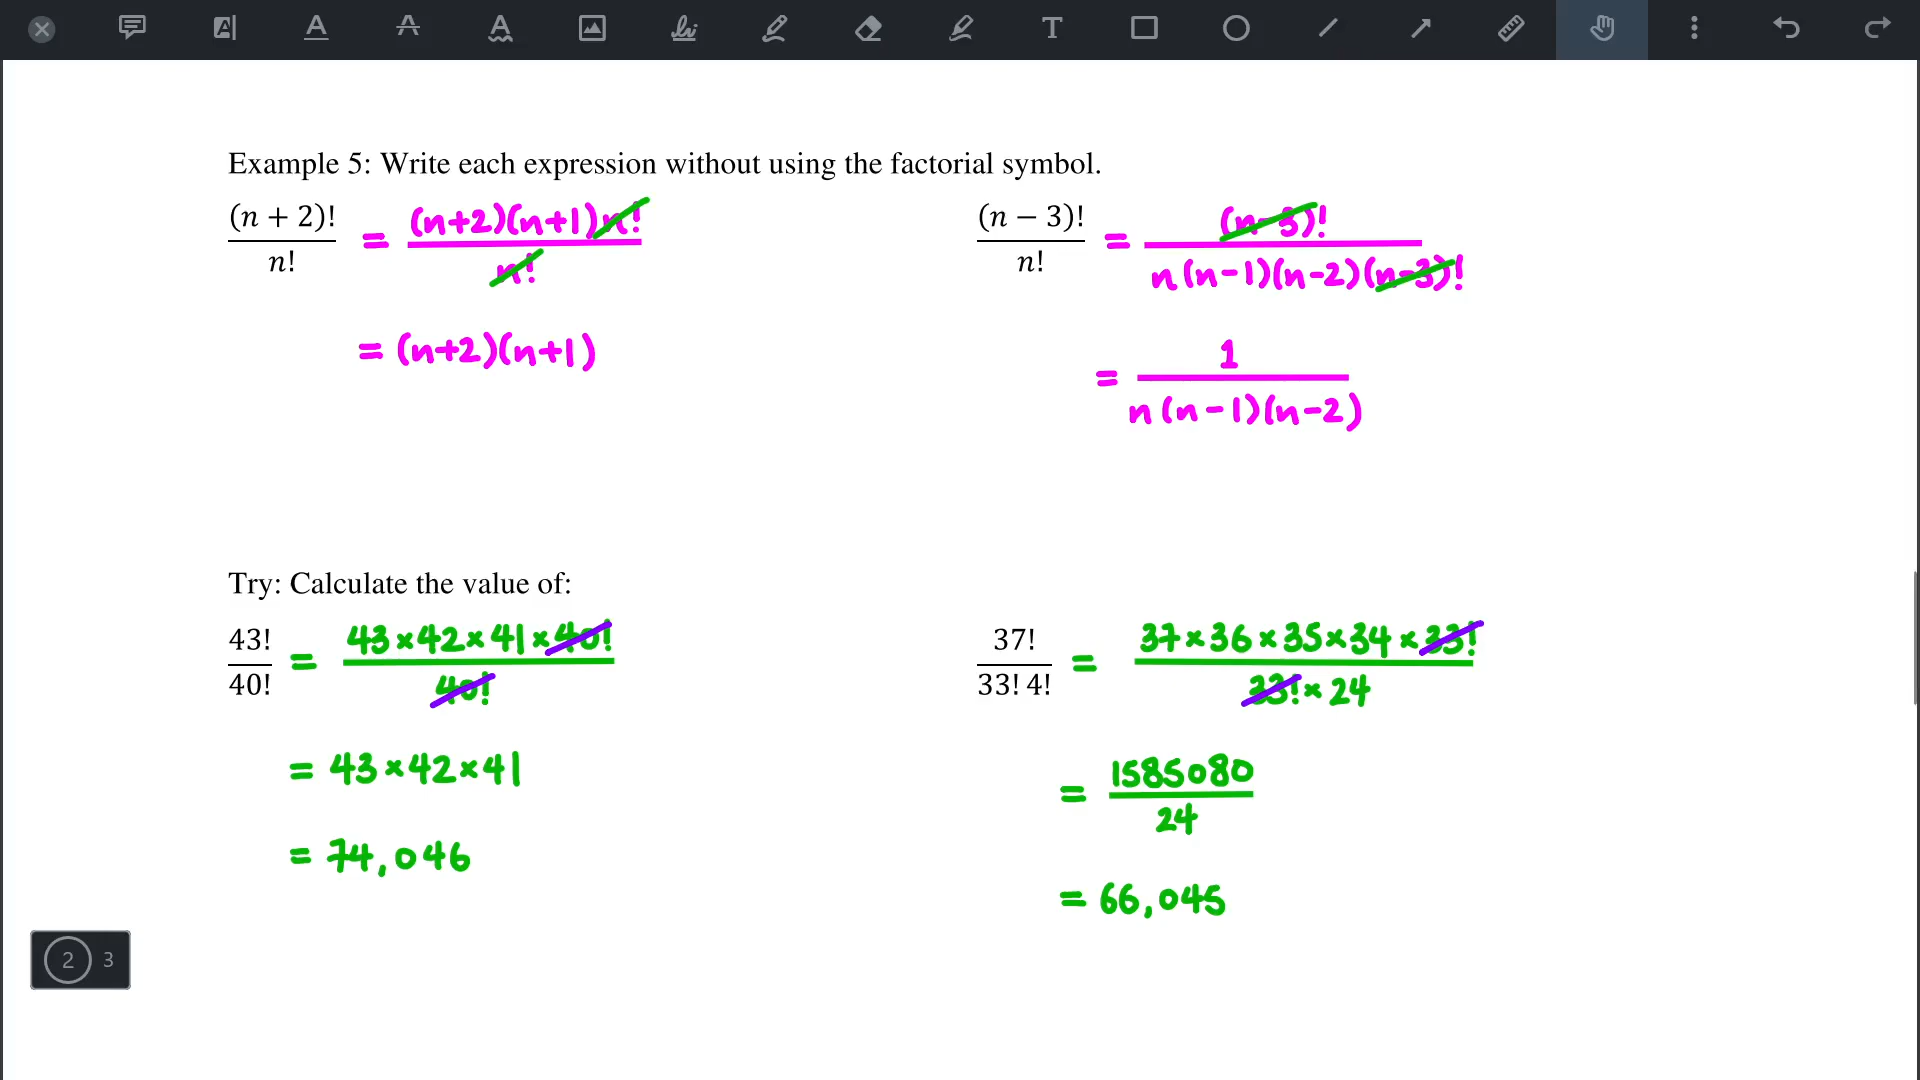 Example 5: Write each expression without using the factorial symbol.
(n + 2)! / n! = (n+2)(n+1)n! / n!
= (n+2)(n+1)
(n − 3)! / n! = (n-3)! / n(n-1)(n-2)(n-3)!
= 1 / n(n-1)(n-2)
Try: Calculate the value of:
43! / 40! = 43×42×41×40! / 40!
= 43×42×41
= 74,046
37! / 33! 4! = 37×36×35×34×33! / 33!×24
= 1585080 / 24
= 66,045
2 3